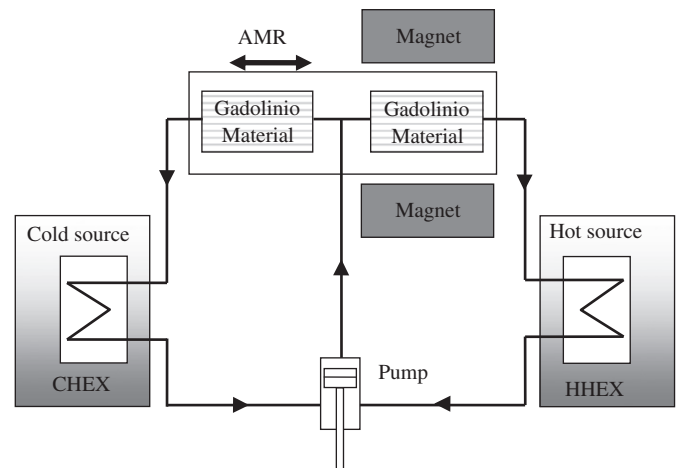 AMR
Magnet
Gadolinio
Material
Gadolinio
Material
Magnet
Cold source
Hot source
CHEX
Pump
HHEX